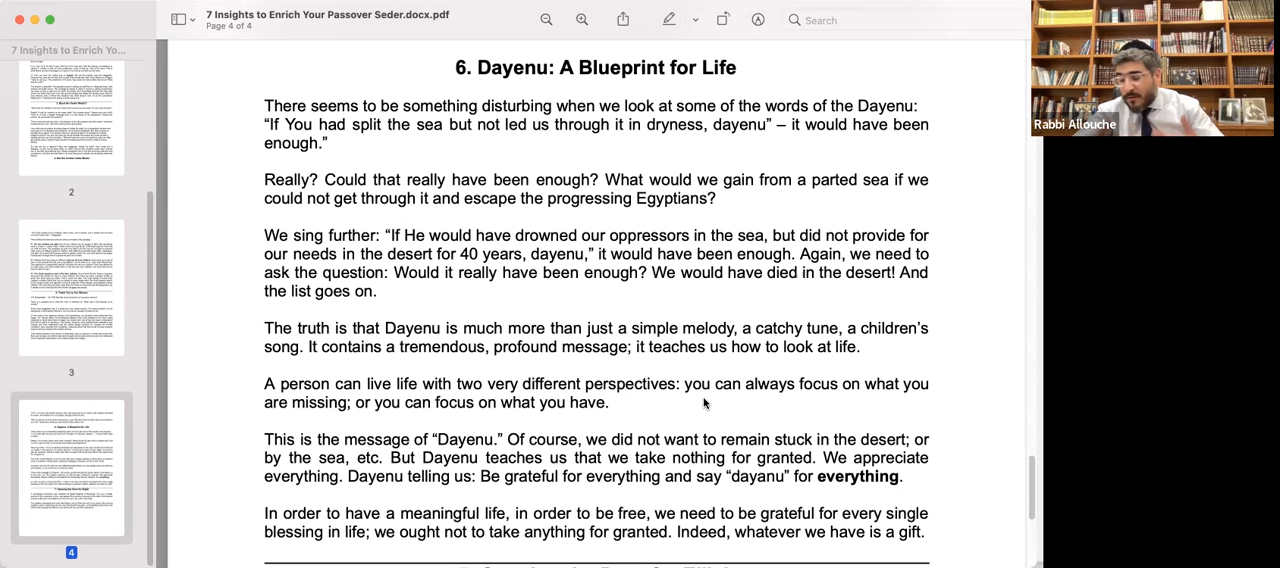 7 Insights to Enrich Your Passover Seder.docx.pdf
Page 4 of 4
Search
7 Insights to Enrich Yo...
2
3
4
6. Dayenu: A Blueprint for Life
There seems to be something disturbing when we look at some of the words of the Dayenu:
“If You had split the sea but not led us through it in dryness, dayenu” – it would have been
enough.”
Really? Could that really have been enough? What would we gain from a parted sea if we
could not get through it and escape the progressing Egyptians?
We sing further: “If He would have drowned our oppressors in the sea, but did not provide for
our needs in the desert for 40 years, dayenu,” it would have been enough. Again, we need to
ask the question: Would it really have been enough? We would have died in the desert! And
the list goes on.
The truth is that Dayenu is much more than just a simple melody, a catchy tune, a children’s
song. It contains a tremendous, profound message; it teaches us how to look at life.
A person can live life with two very different perspectives: you can always focus on what you
are missing; or you can focus on what you have.
This is the message of “Dayenu.” Of course, we did not want to remain stuck in the desert; or
by the sea, etc. But Dayenu teaches us that we take nothing for granted. We appreciate
everything. Dayenu telling us: Be grateful for everything and say “dayanu” for everything.
In order to have a meaningful life, in order to be free, we need to be grateful for every single
blessing in life; we ought not to take anything for granted. Indeed, whatever we have is a gift.
Rabbi Allouche